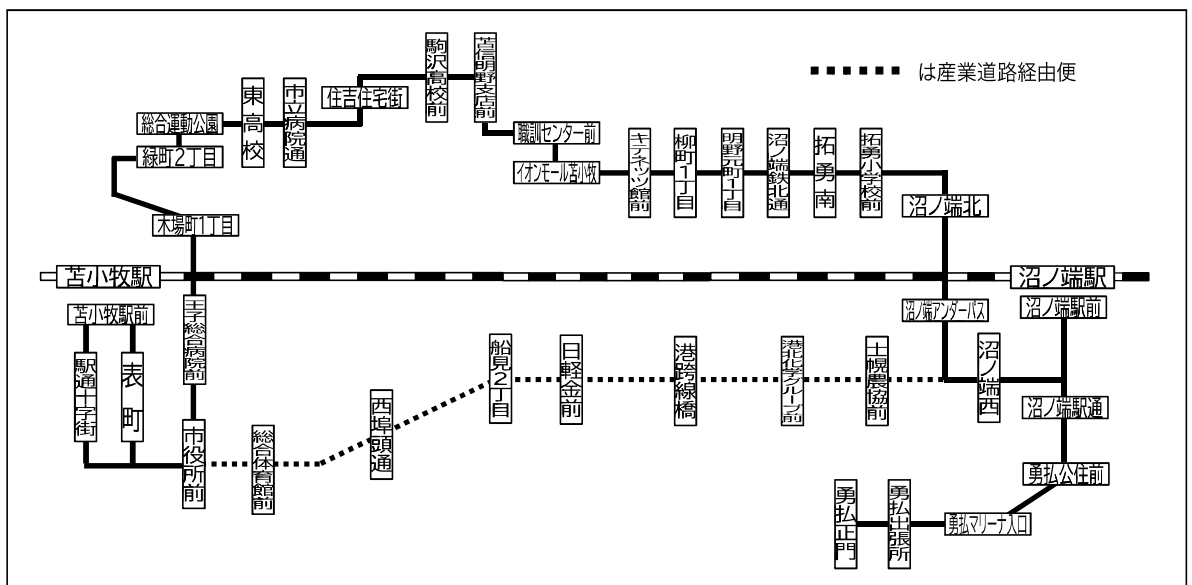 は産業道路経由便
駒沢高校前
苫信明野支店前
住吉住宅街
市立病院通
東高校
総合運動公園
緑町2丁目
木場町1丁目
職訓センター前
イオンモール苫小牧
キテネッツ館前
柳町1丁目
明野元町1丁目
沼ノ端鉄北通
拓勇南
拓勇小学校前
沼ノ端北
苫小牧駅
沼ノ端駅
苫小牧駅前
王子総合病院前
駅通十字街
表町
市役所前
総合体育館前
西埠頭通
船見2丁目
日軽金前
港跨線橋
港北化学グループ前
士幌農協前
沼ノ端アンダーパス
沼ノ端駅前
沼ノ端西
沼ノ端駅通
勇払公住前
勇払マリーナ入口
勇払出張所
勇払正門